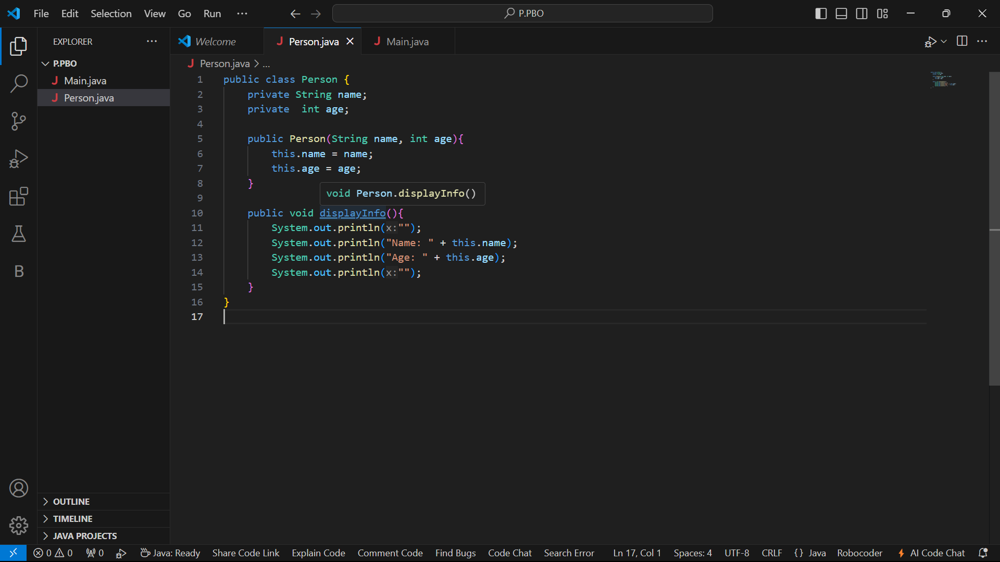 File Edit Selection View Go Run ··· P.PBO
EXPLORER ···
Welcome Person.java Main.java ···
P.PBO
Main.java
Person.java
Person.java > ...
1 public class Person {
2 private String name;
3 private  int age;
4
5 public Person(String name, int age){
6 this.name = name;
7 this.age = age;
8 }
void Person.displayInfo()
9
10 public void displayInfo(){
11 System.out.println(x:"");
12 System.out.println("Name: " + this.name);
13 System.out.println("Age: " + this.age);
14 System.out.println(x:"");
15 }
16 }
17
B
OUTLINE
TIMELINE
JAVA PROJECTS
0 0 0 Java: Ready Share Code Link Explain Code Comment Code Find Bugs Code Chat Search Error Ln 17, Col 1 Spaces: 4 UTF-8 CRLF {} Java Robocoder AI Code Chat